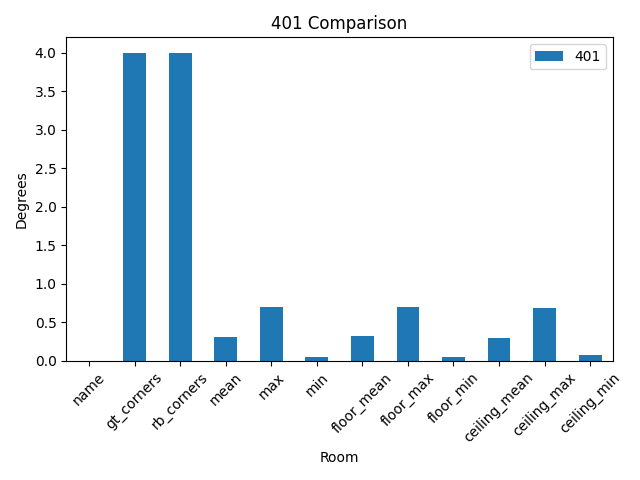 401 Comparison
401
Degrees
4.0
3.5
3.0
2.5
2.0
1.5
1.0
0.5
0.0
name
gt_corners
rb_corners
mean
max
min
floor_mean
floor_max
floor_min
ceiling_mean
ceiling_max
ceiling_min
Room